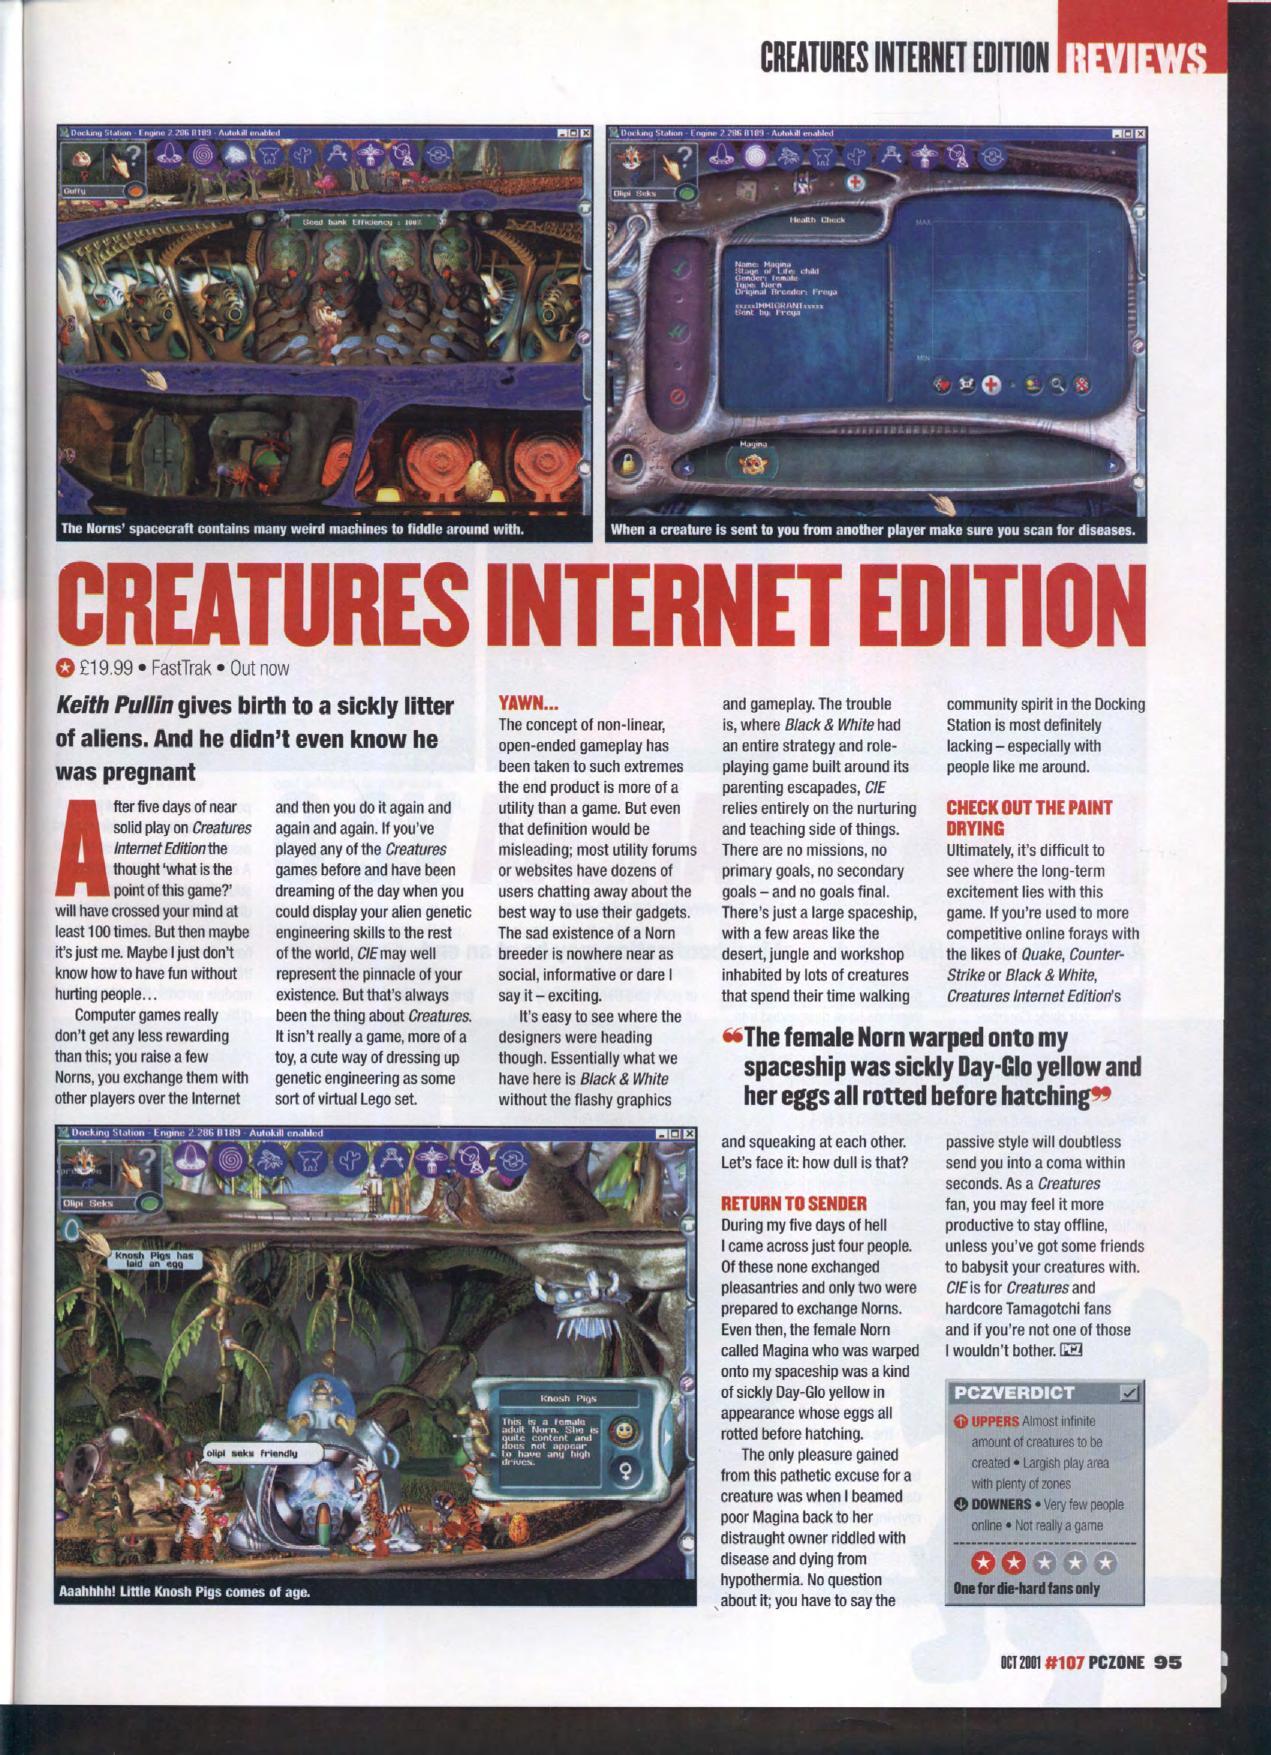 CREATURES INTERNET EDITION REVIEWS
Docking Station - Engine 2.286 B189 - Autokill enabled
Guffy
Seed bank Efficiency : 100%
The Norns' spacecraft contains many weird machines to fiddle around with.
Docking Station - Engine 2.286 B189 - Autokill enabled
Olipi Seks
Health Check
MAX
Name: Magina
Stage of Life: child
Gender: female
Type: Norn
Original Breeder: Freya
xxxxxIMMIGRANTxxxxx
Sent by: Freya
MIN
Magina
When a creature is sent to you from another player make sure you scan for diseases.
CREATURES INTERNET EDITION
£19.99 • FastTrak • Out now
Keith Pullin gives birth to a sickly litter
of aliens. And he didn't even know he
was pregnant
After five days of near
solid play on Creatures
Internet Edition the
thought 'what is the
point of this game?'
will have crossed your mind at
least 100 times. But then maybe
it's just me. Maybe I just don't
know how to have fun without
hurting people…
Computer games really
don't get any less rewarding
than this; you raise a few
Norns, you exchange them with
other players over the Internet
and then you do it again and
again and again. If you've
played any of the Creatures
games before and have been
dreaming of the day when you
could display your alien genetic
engineering skills to the rest
of the world, CIE may well
represent the pinnacle of your
existence. But that's always
been the thing about Creatures.
It isn't really a game, more of a
toy, a cute way of dressing up
genetic engineering as some
sort of virtual Lego set.
YAWN...
The concept of non-linear,
open-ended gameplay has
been taken to such extremes
the end product is more of a
utility than a game. But even
that definition would be
misleading; most utility forums
or websites have dozens of
users chatting away about the
best way to use their gadgets.
The sad existence of a Norn
breeder is nowhere near as
social, informative or dare I
say it – exciting.
It's easy to see where the
designers were heading
though. Essentially what we
have here is Black & White
without the flashy graphics
and gameplay. The trouble
is, where Black & White had
an entire strategy and role-
playing game built around its
parenting escapades, CIE
relies entirely on the nurturing
and teaching side of things.
There are no missions, no
primary goals, no secondary
goals – and no goals final.
There's just a large spaceship,
with a few areas like the
desert, jungle and workshop
inhabited by lots of creatures
that spend their time walking
“The female Norn warped onto my
spaceship was sickly Day-Glo yellow and
her eggs all rotted before hatching”
and squeaking at each other.
Let's face it: how dull is that?
RETURN TO SENDER
During my five days of hell
I came across just four people.
Of these none exchanged
pleasantries and only two were
prepared to exchange Norns.
Even then, the female Norn
called Magina who was warped
onto my spaceship was a kind
of sickly Day-Glo yellow in
appearance whose eggs all
rotted before hatching.
The only pleasure gained
from this pathetic excuse for a
creature was when I beamed
poor Magina back to her
distraught owner riddled with
disease and dying from
hypothermia. No question
about it; you have to say the
community spirit in the Docking
Station is most definitely
lacking – especially with
people like me around.
CHECK OUT THE PAINT
DRYING
Ultimately, it's difficult to
see where the long-term
excitement lies with this
game. If you're used to more
competitive online forays with
the likes of Quake, Counter-
Strike or Black & White,
Creatures Internet Edition's
passive style will doubtless
send you into a coma within
seconds. As a Creatures
fan, you may feel it more
productive to stay offline,
unless you've got some friends
to babysit your creatures with.
CIE is for Creatures and
hardcore Tamagotchi fans
and if you're not one of those
I wouldn't bother. PCZ
Docking Station - Engine 2.286 B189 - Autokill enabled
Olipi Seks
Knosh Pigs has
laid an egg
olipi seks friendly
Knosh Pigs
This is a female
adult Norn. She is
quite content and
does not appear
to have any high
drives.
Aaahhhh! Little Knosh Pigs comes of age.
PCZVERDICT
UPPERS Almost infinite
amount of creatures to be
created • Largish play area
with plenty of zones
DOWNERS • Very few people
online • Not really a game
One for die-hard fans only
OCT 2001 #107 PCZONE 95